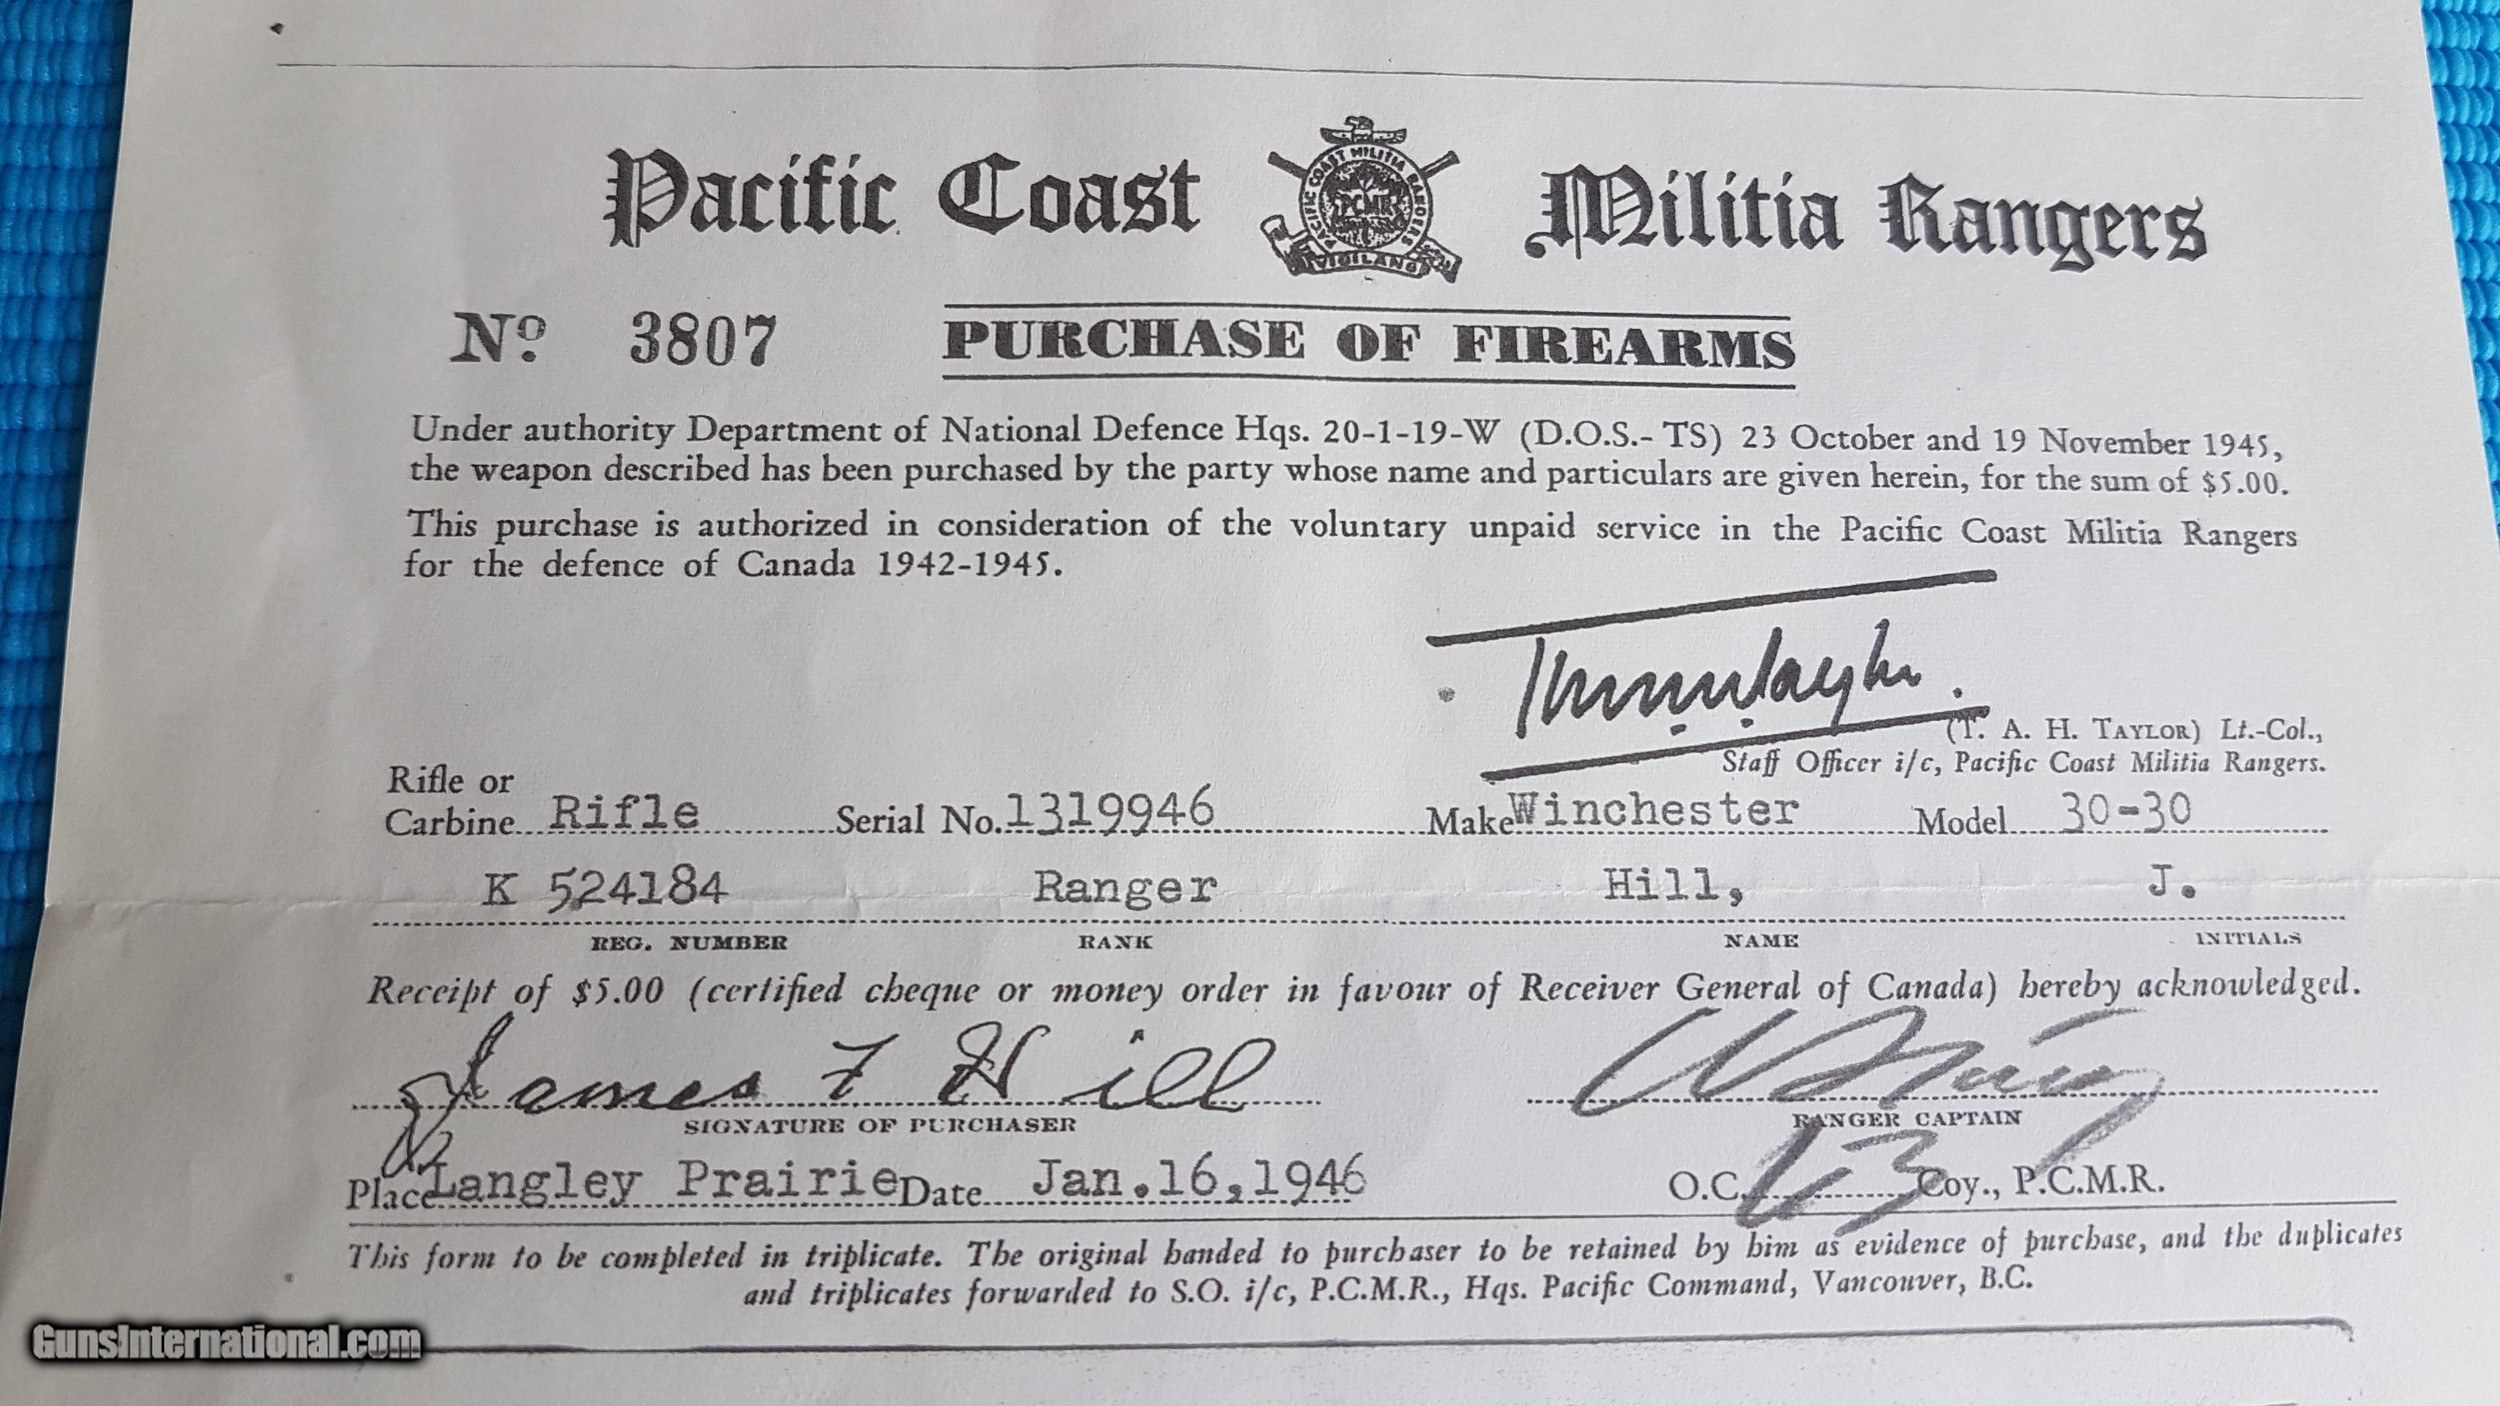 Pacific Coast Militia Rangers
PACIFIC COAST MILITIA RANGERS
PCMR
VIGILANS
Nº 3807 PURCHASE OF FIREARMS
Under authority Department of National Defence Hqs. 20-1-19-W (D.O.S.- TS) 23 October and 19 November 1945,
the weapon described has been purchased by the party whose name and particulars are given herein, for the sum of $5.00.
This purchase is authorized in consideration of the voluntary unpaid service in the Pacific Coast Militia Rangers
for the defence of Canada 1942-1945.
(T. A. H. TAYLOR) Lt.-Col.,
Staff Officer i/c, Pacific Coast Militia Rangers.
Rifle or
Carbine Rifle Serial No. 1319946 Make Winchester Model 30-30
K 524184 Ranger Hill, J.
REG. NUMBER RANK NAME INITIALS
Receipt of $5.00 (certified cheque or money order in favour of Receiver General of Canada) hereby acknowledged.
James F Hill
SIGNATURE OF PURCHASER RANGER CAPTAIN
Place Langley Prairie Date Jan.16,1946 O.C. Coy., P.C.M.R.
This form to be completed in triplicate. The original handed to purchaser to be retained by him as evidence of purchase, and the duplicates
and triplicates forwarded to S.O. i/c, P.C.M.R., Hqs. Pacific Command, Vancouver, B.C.
GunsInternational.com